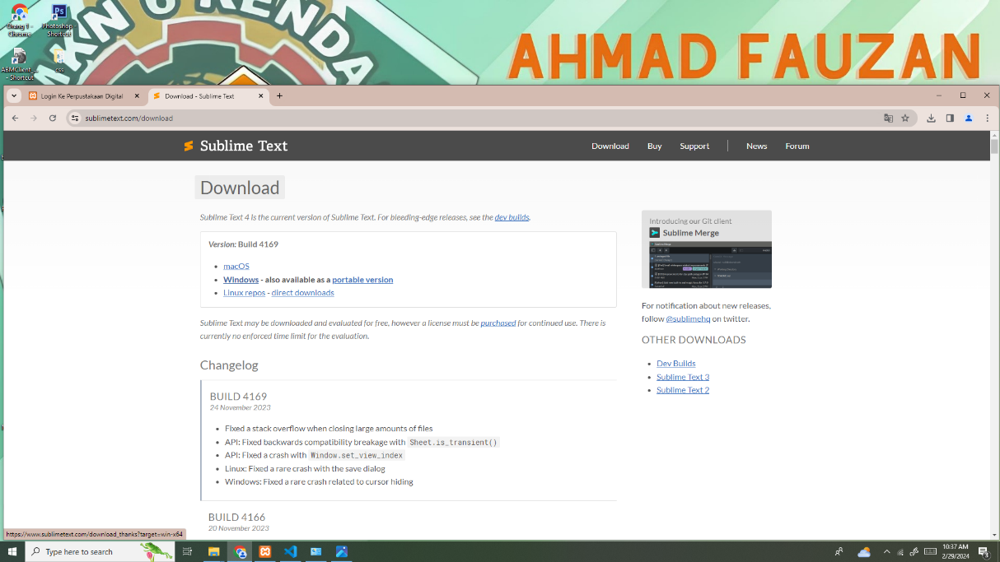 AHMAD FAUZAN
Orang 1 -
Chrome
Photoshop -
Shortcut
- Shortcut
css
Login Ke Perpustakaan Digital
Download - Sublime Text
sublimetext.com/download
Sublime Text
Download
Buy
Support
News
Forum
Download
Sublime Text 4 is the current version of Sublime Text. For bleeding-edge releases, see the dev builds.
Version: Build 4169
macOS
Windows - also available as a portable version
Linux repos - direct downloads
Sublime Text may be downloaded and evaluated for free, however a license must be purchased for continued use. There is
currently no enforced time limit for the evaluation.
Changelog
BUILD 4169
24 November 2023
Fixed a stack overflow when closing large amounts of files
API: Fixed backwards compatibility breakage with Sheet.is_transient()
API: Fixed a crash with Window.set_view_index
Linux: Fixed a rare crash with the save dialog
Windows: Fixed a rare crash related to cursor hiding
BUILD 4166
20 November 2023
Introducing our Git client
Sublime Merge
For notification about new releases,
follow @sublimehq on twitter.
OTHER DOWNLOADS
Dev Builds
Sublime Text 3
Sublime Text 2
https://www.sublimetext.com/download_thanks?target=win-x64
Type here to search
10:37 AM
2/29/2024
3